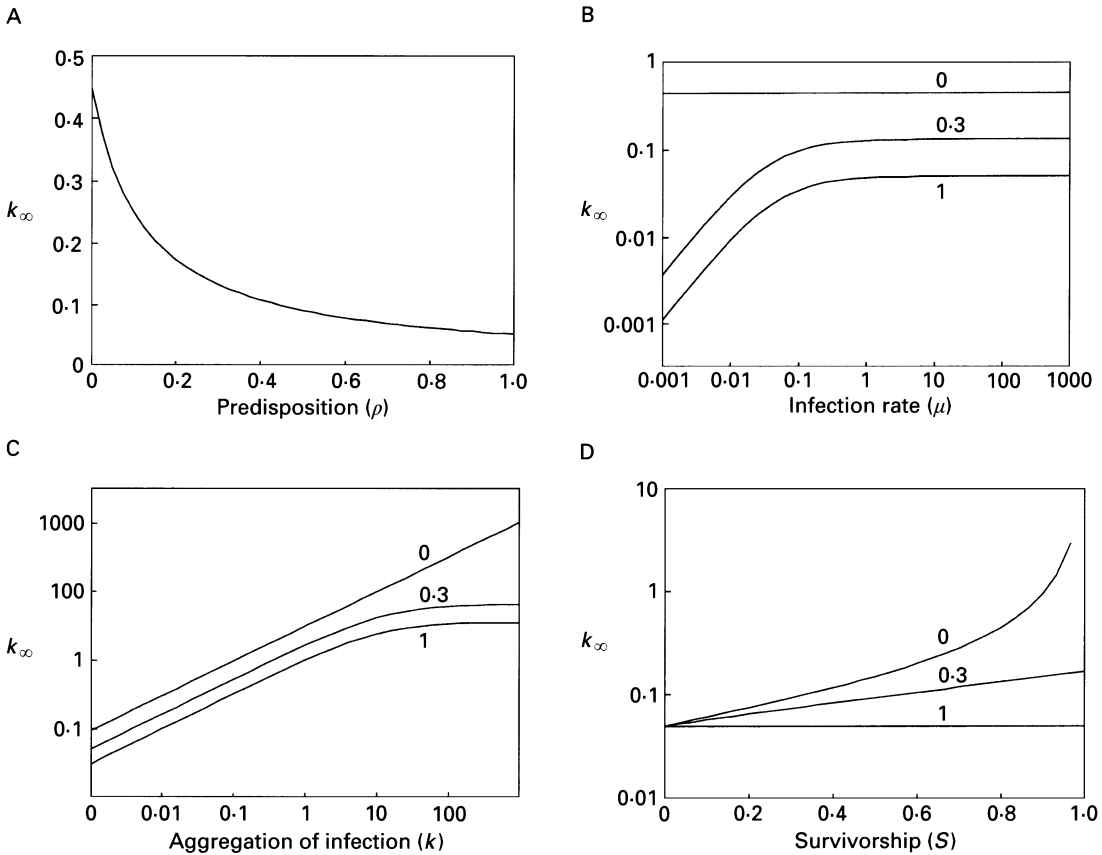 A
0·5
0·4
0·3
0·2
0·1
0
k∞
0 0·2 0·4 0·6 0·8 1.0
Predisposition (ρ)
B
1
0·1
0·01
0·001
k∞
0
0·3
1
0·001 0·01 0·1 1 10 100 1000
Infection rate (μ)
C
1000
100
1
0·1
k∞
0
0·3
1
0 0·01 0·1 1 10 100
Aggregation of infection (k)
D
10
1
0·1
0·01
k∞
0
0·3
1
0 0·2 0·4 0·6 0·8 1.0
Survivorship (S)